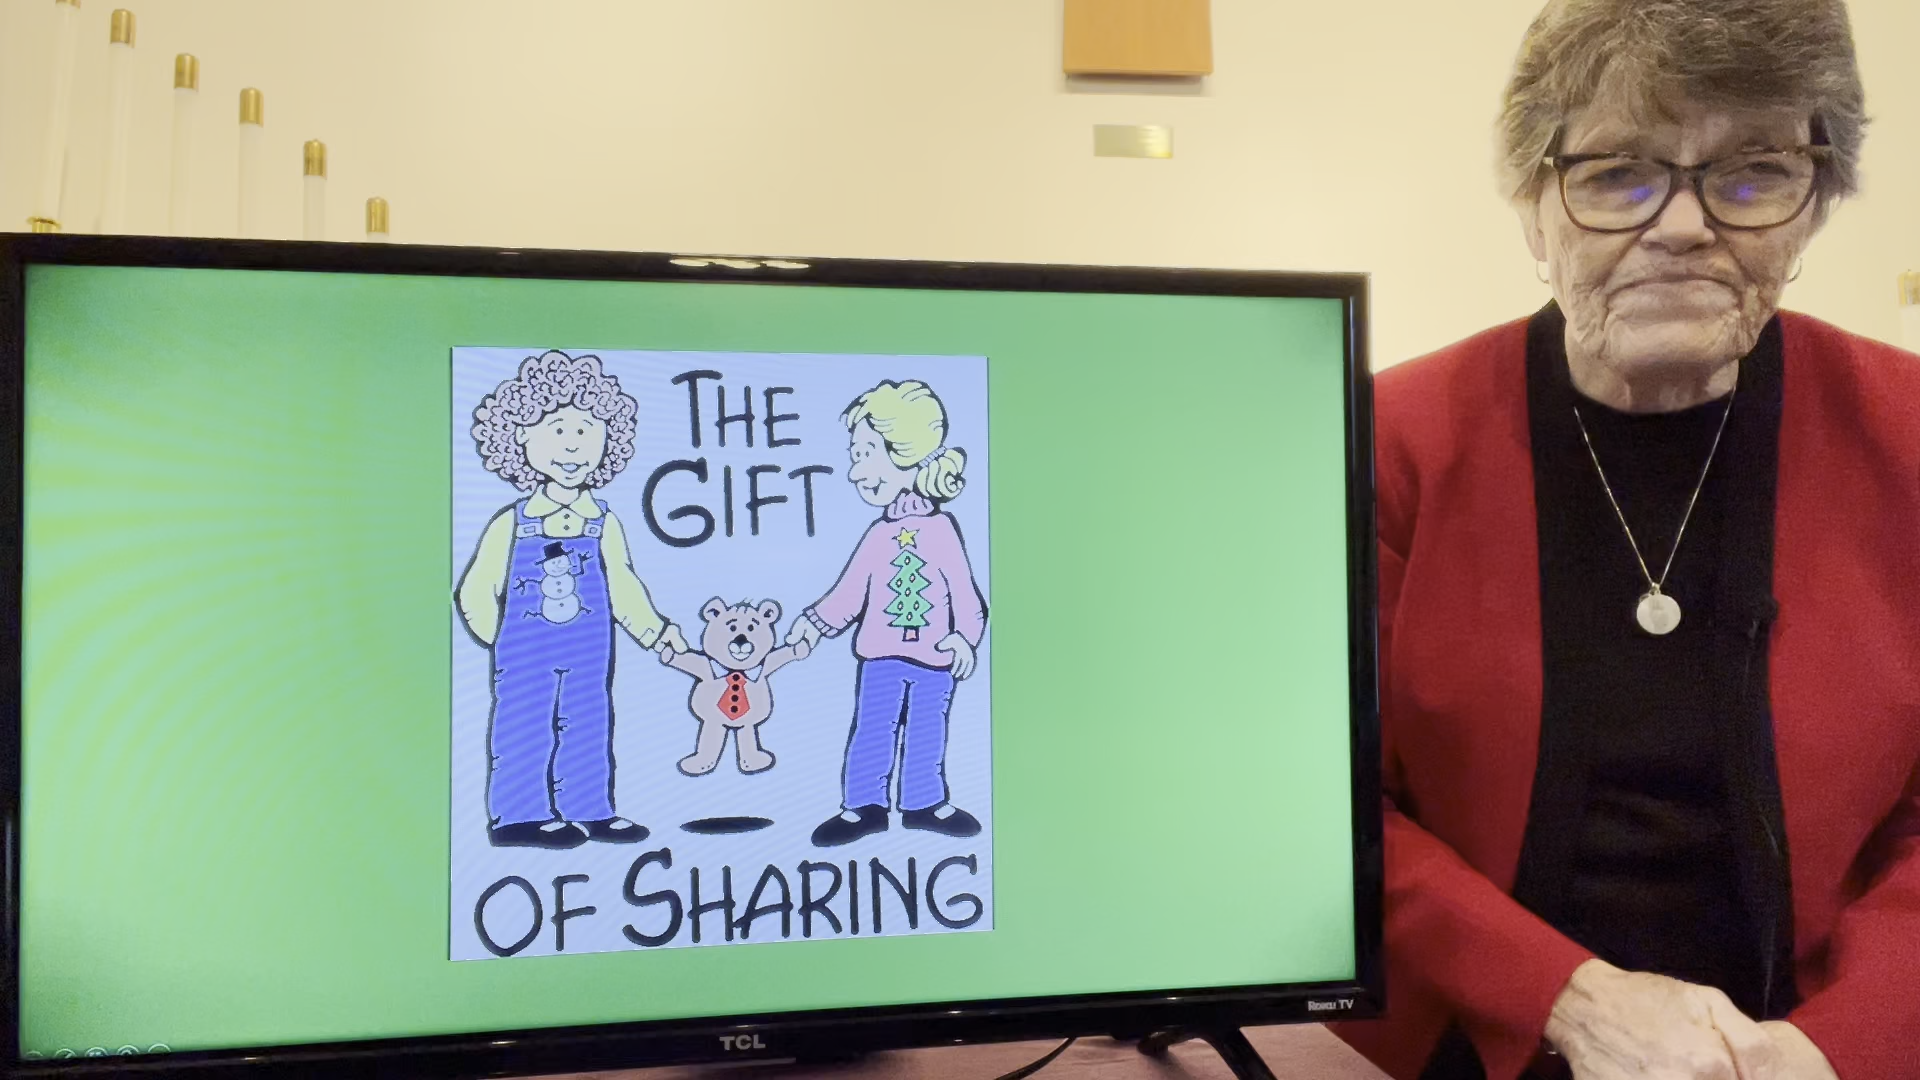 THE
GIFT
OF SHARING
TCL
Roku TV